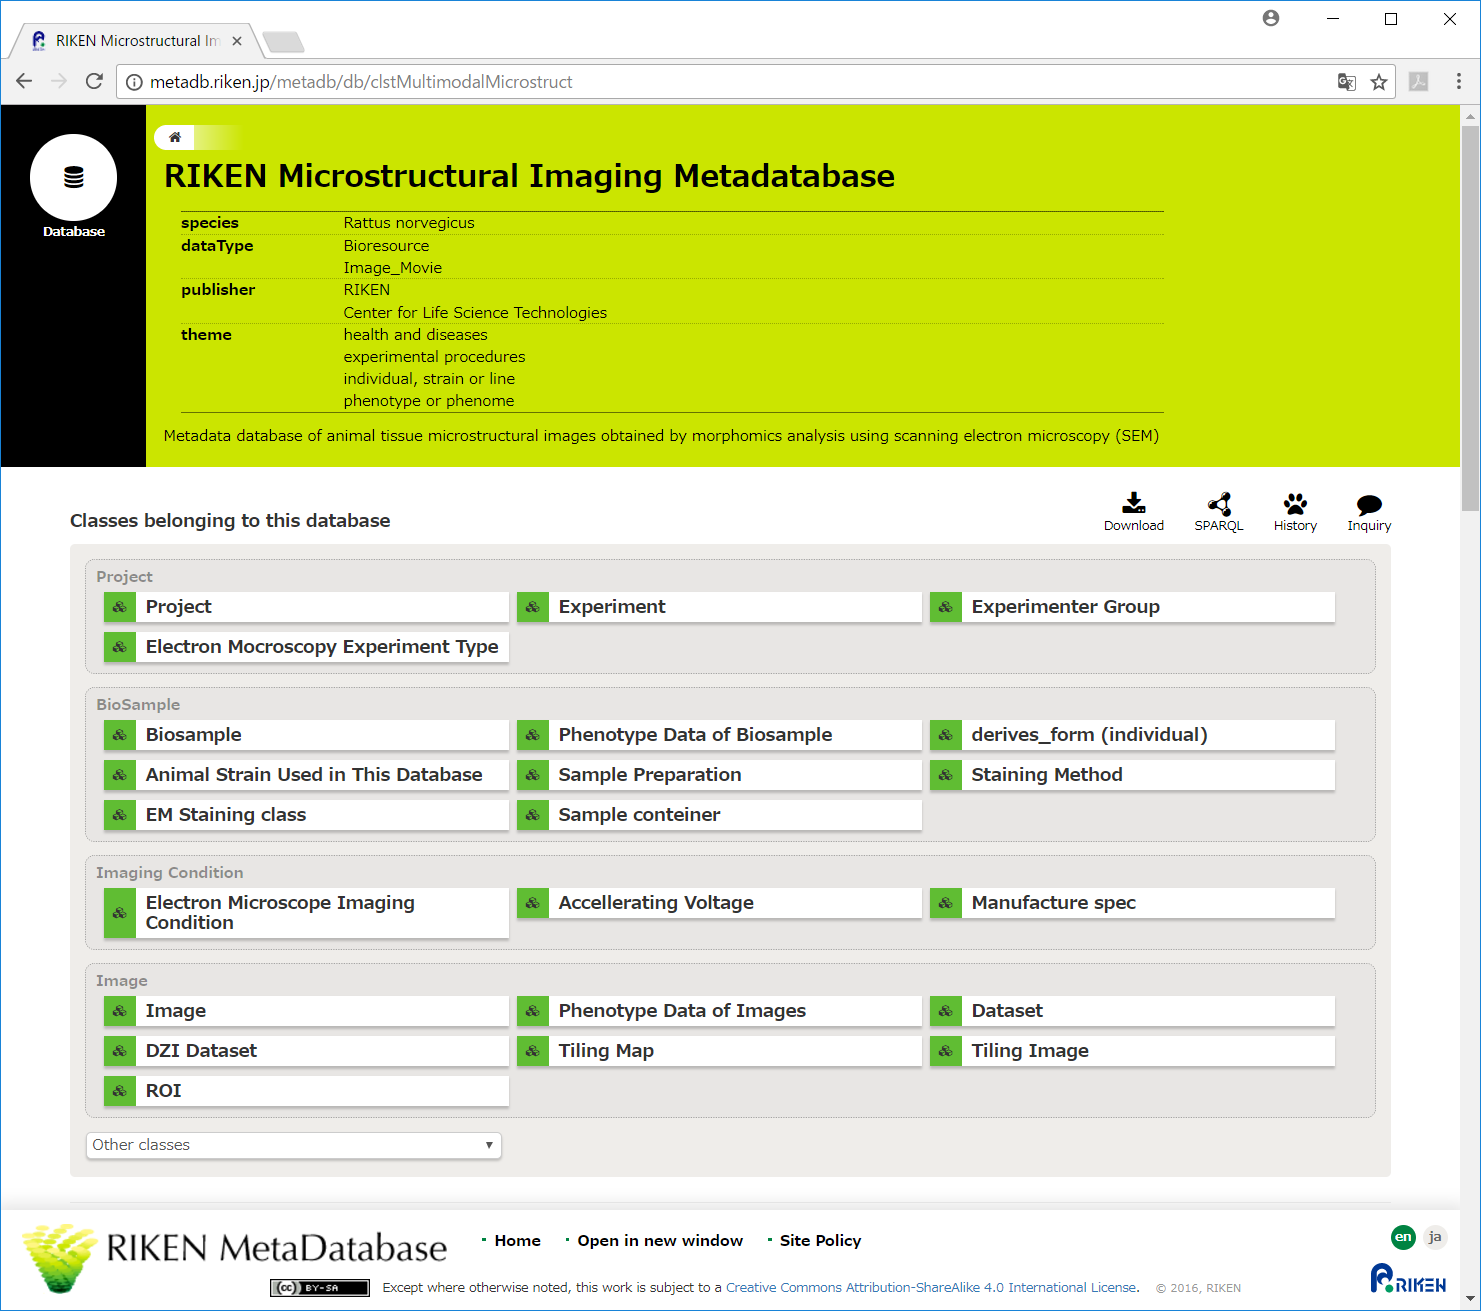 RIKEN Microstructural Im
metadb.riken.jp/metadb/db/clstMultimodalMicrostruct
Database
RIKEN Microstructural Imaging Metadatabase
species Rattus norvegicus
dataType Bioresource
Image_Movie
publisher RIKEN
Center for Life Science Technologies
theme health and diseases
experimental procedures
individual, strain or line
phenotype or phenome
Metadata database of animal tissue microstructural images obtained by morphomics analysis using scanning electron microscopy (SEM)
Classes belonging to this database
Download SPARQL History Inquiry
Project
Project Experiment Experimenter Group
Electron Mocroscopy Experiment Type
BioSample
Biosample Phenotype Data of Biosample derives_form (individual)
Animal Strain Used in This Database Sample Preparation Staining Method
EM Staining class Sample conteiner
Imaging Condition
Electron Microscope Imaging Condition Accellerating Voltage Manufacture spec
Image
Image Phenotype Data of Images Dataset
DZI Dataset Tiling Map Tiling Image
ROI
Other classes
RIKEN MetaDatabase
Home Open in new window Site Policy
en ja
(cc) BY-SA Except where otherwise noted, this work is subject to a Creative Commons Attribution-ShareAlike 4.0 International License. © 2016, RIKEN
RIKEN